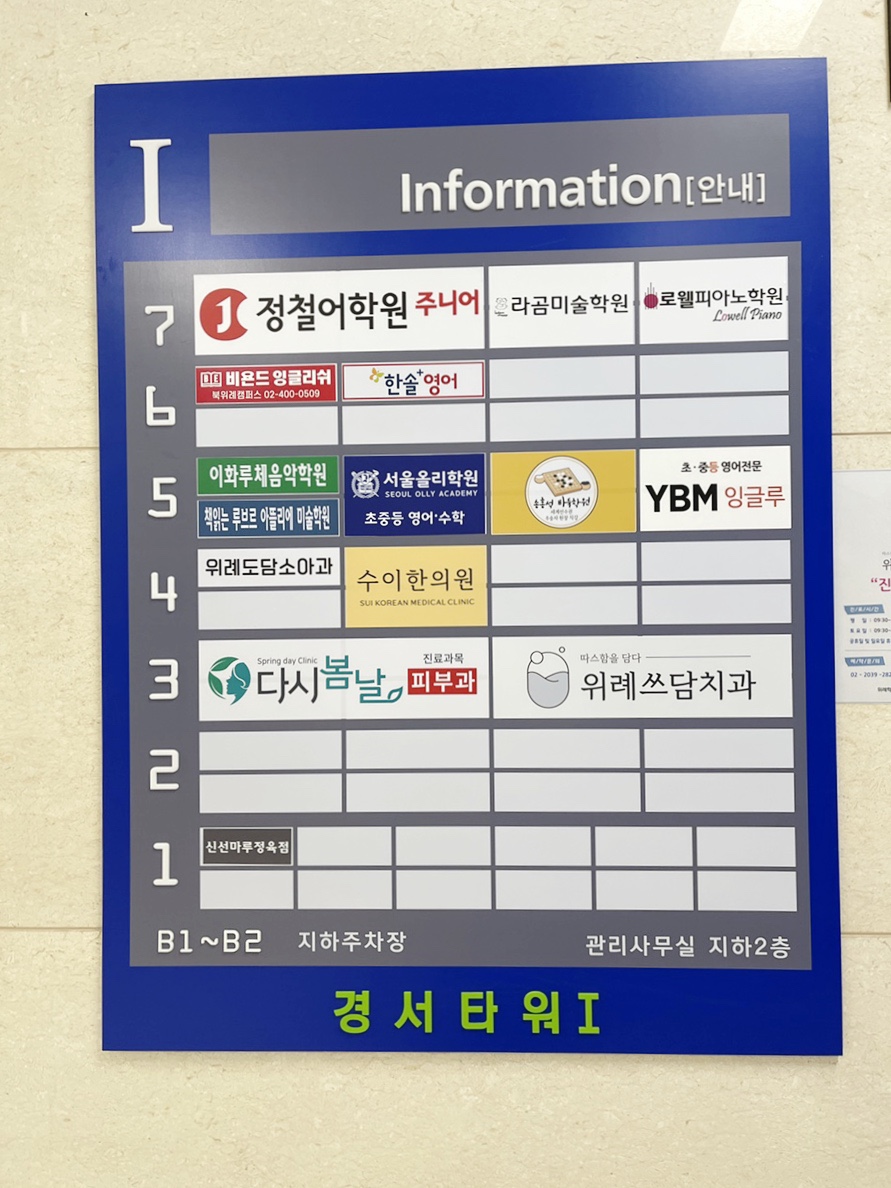 I
Information[안내]
7
정철어학원 주니어
라곰미술학원
로웰피아노학원
Lowell Piano
6
비욘드 잉글리쉬
북위례캠퍼스 02-400-0509
한솔+영어
5
이화루체음악학원
책읽는 루브르 아뜰리에 미술학원
서울올리학원
SEOUL OLLY ACADEMY
초중등 영어·수학
바둑학원
초·중등 영어전문
YBM 잉글루
4
위례도담소아과
수이한의원
SUI KOREAN MEDICAL CLINIC
3
Spring day Clinic
다시봄날
진료과목
피부과
따스함을 담다
위례쓰담치과
2
1
신선마루정육점
B1~B2 지하주차장
관리사무실 지하2층
경서타워I